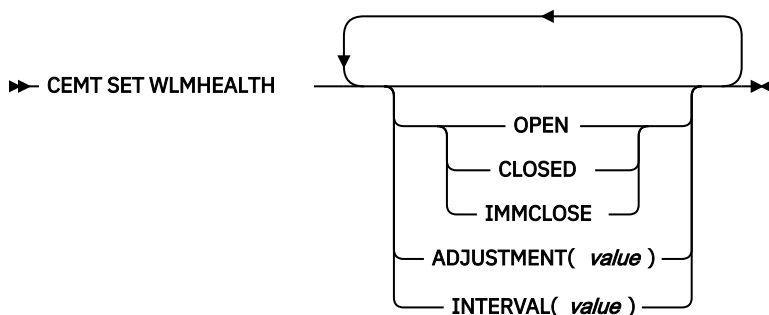 CEMT SET WLMHEALTH
OPEN
CLOSED
IMMCLOSE
ADJUSTMENT( value )
INTERVAL( value )